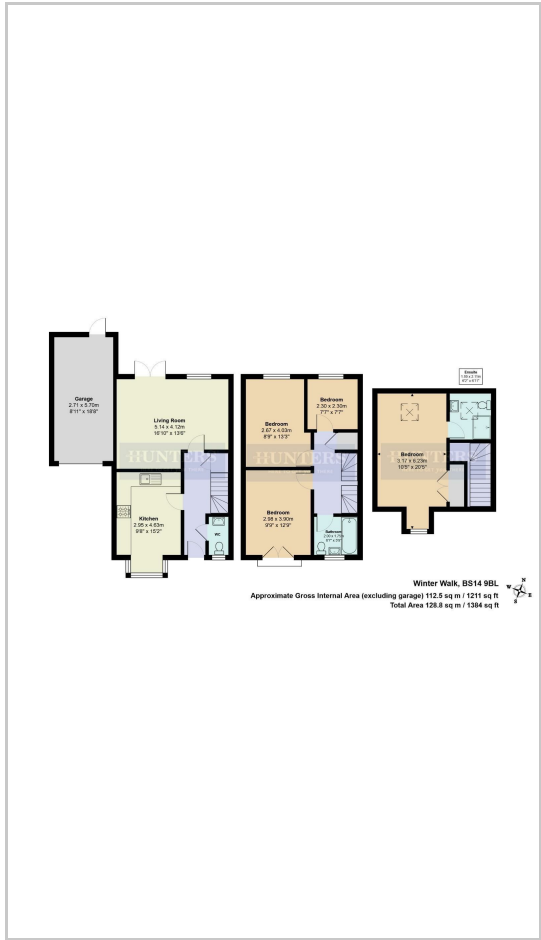 Garage
2.71 x 5.70m
8'11" x 18'8"
Living Room
5.14 x 4.12m
16'10" x 13'6"
HUNTERS
Kitchen
2.95 x 4.63m
9'8" x 15'2"
WC
Bedroom
2.67 x 4.03m
8'9" x 13'3"
Bedroom
2.30 x 2.30m
7'7" x 7'7"
HUNTERS
Bedroom
2.98 x 3.90m
9'9" x 12'9"
Bathroom
Ensuite
Bedroom
3.17 x 6.23m
10'5" x 20'5"
HUNTERS
Winter Walk, BS14 9BL
Approximate Gross Internal Area (excluding garage) 112.5 sq m / 1211 sq ft
Total Area 128.8 sq m / 1384 sq ft
N
W
E
S